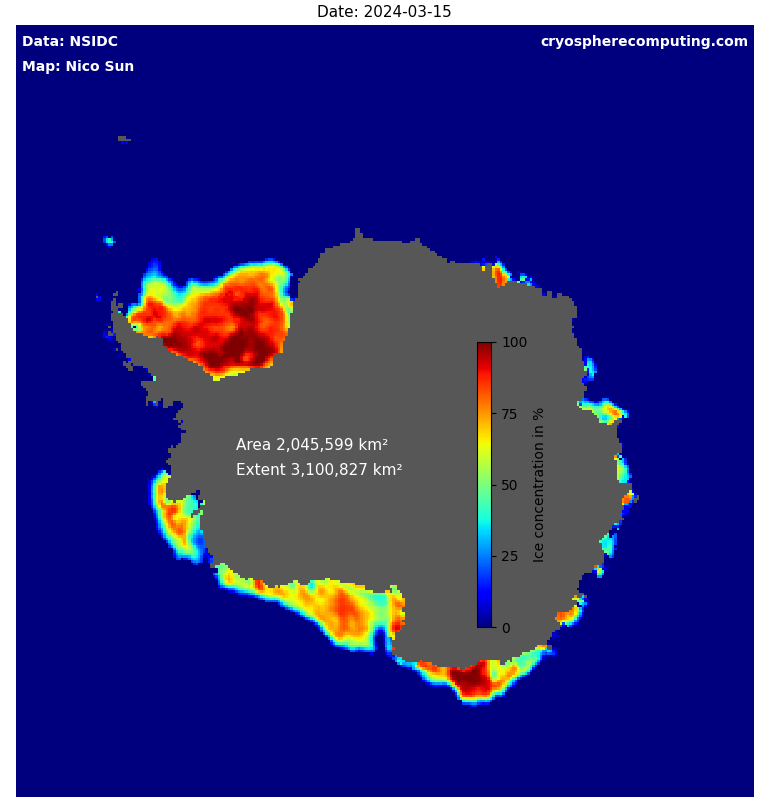 Date: 2024-03-15
Data: NSIDC
cryospherecomputing.com
Map: Nico Sun
Area 2,045,599 km²
Extent 3,100,827 km²
100
75
50
25
0
Ice concentration in %